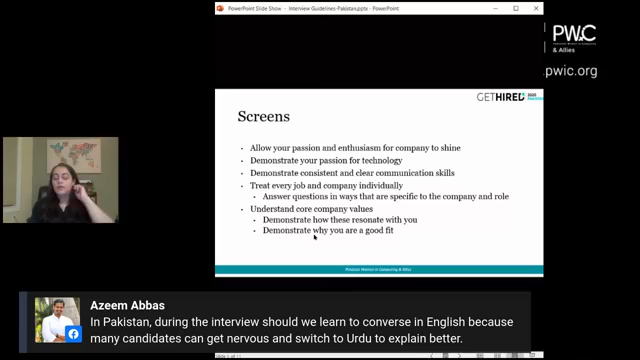 PowerPoint Slide Show - Interview Guidelines-Pakistan.pptx - PowerPoint
PWiC
& Allies
.pwic.org
GETHIRED
Screens
• Allow your passion and enthusiasm for company to shine
• Demonstrate your passion for technology
• Demonstrate consistent and clear communication skills
• Treat every job and company individually
• Answer questions in ways that are specific to the company and role
• Understand core company values
• Demonstrate how these resonate with you
• Demonstrate why you are a good fit
Pakistani Women in Computing & Allies
Azeem Abbas
In Pakistan, during the interview should we learn to converse in English because
many candidates can get nervous and switch to Urdu to explain better.